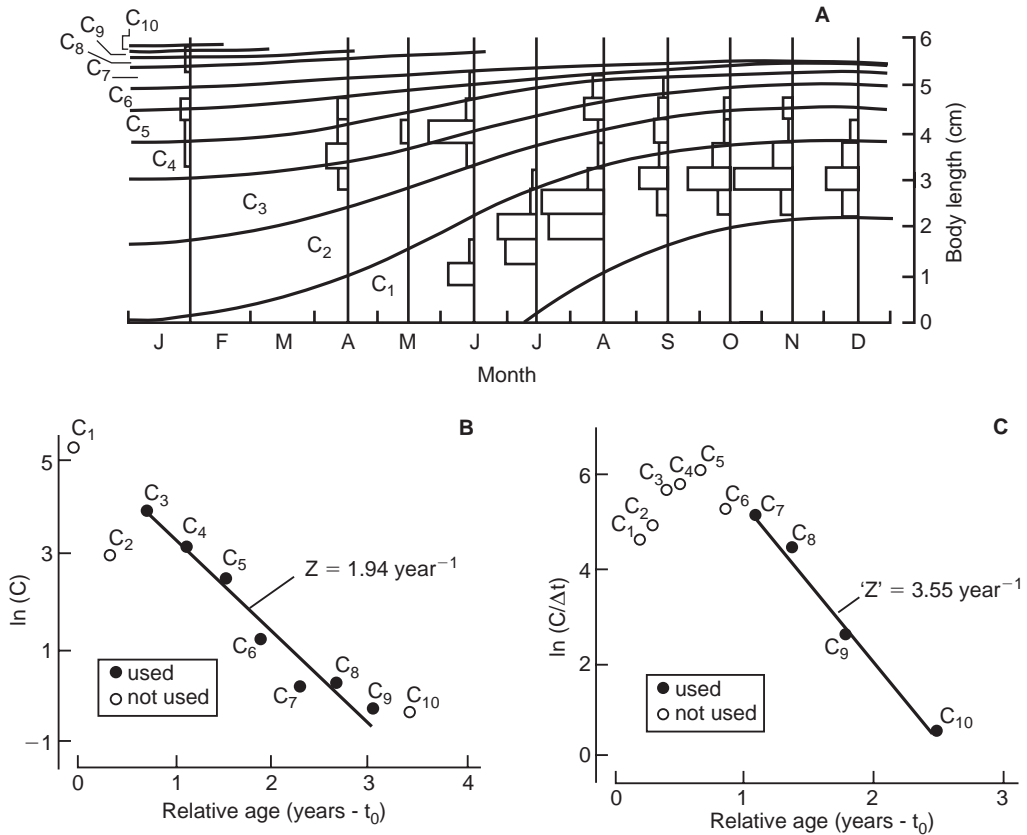 A
C10
C9
C8
C7
C6
C5
C4
C3
C2
C1
6
5
4
3
2
1
0
Body length (cm)
J F M A M J J A S O N D
Month
B
C1
5
C3
C4
C2
C5
3
Z = 1.94 year−1
ln (C)
C6
1
C8
C7
C9 C10
used
not used
−1
0 1 2 3 4
Relative age (years - t0)
C
6
C5
C4
C3
C2
C1
C6
C7
C8
4
'Z' = 3.55 year−1
ln (C/Δt)
C9
2
C10
used
not used
0
0 1 2 3
Relative age (years - t0)